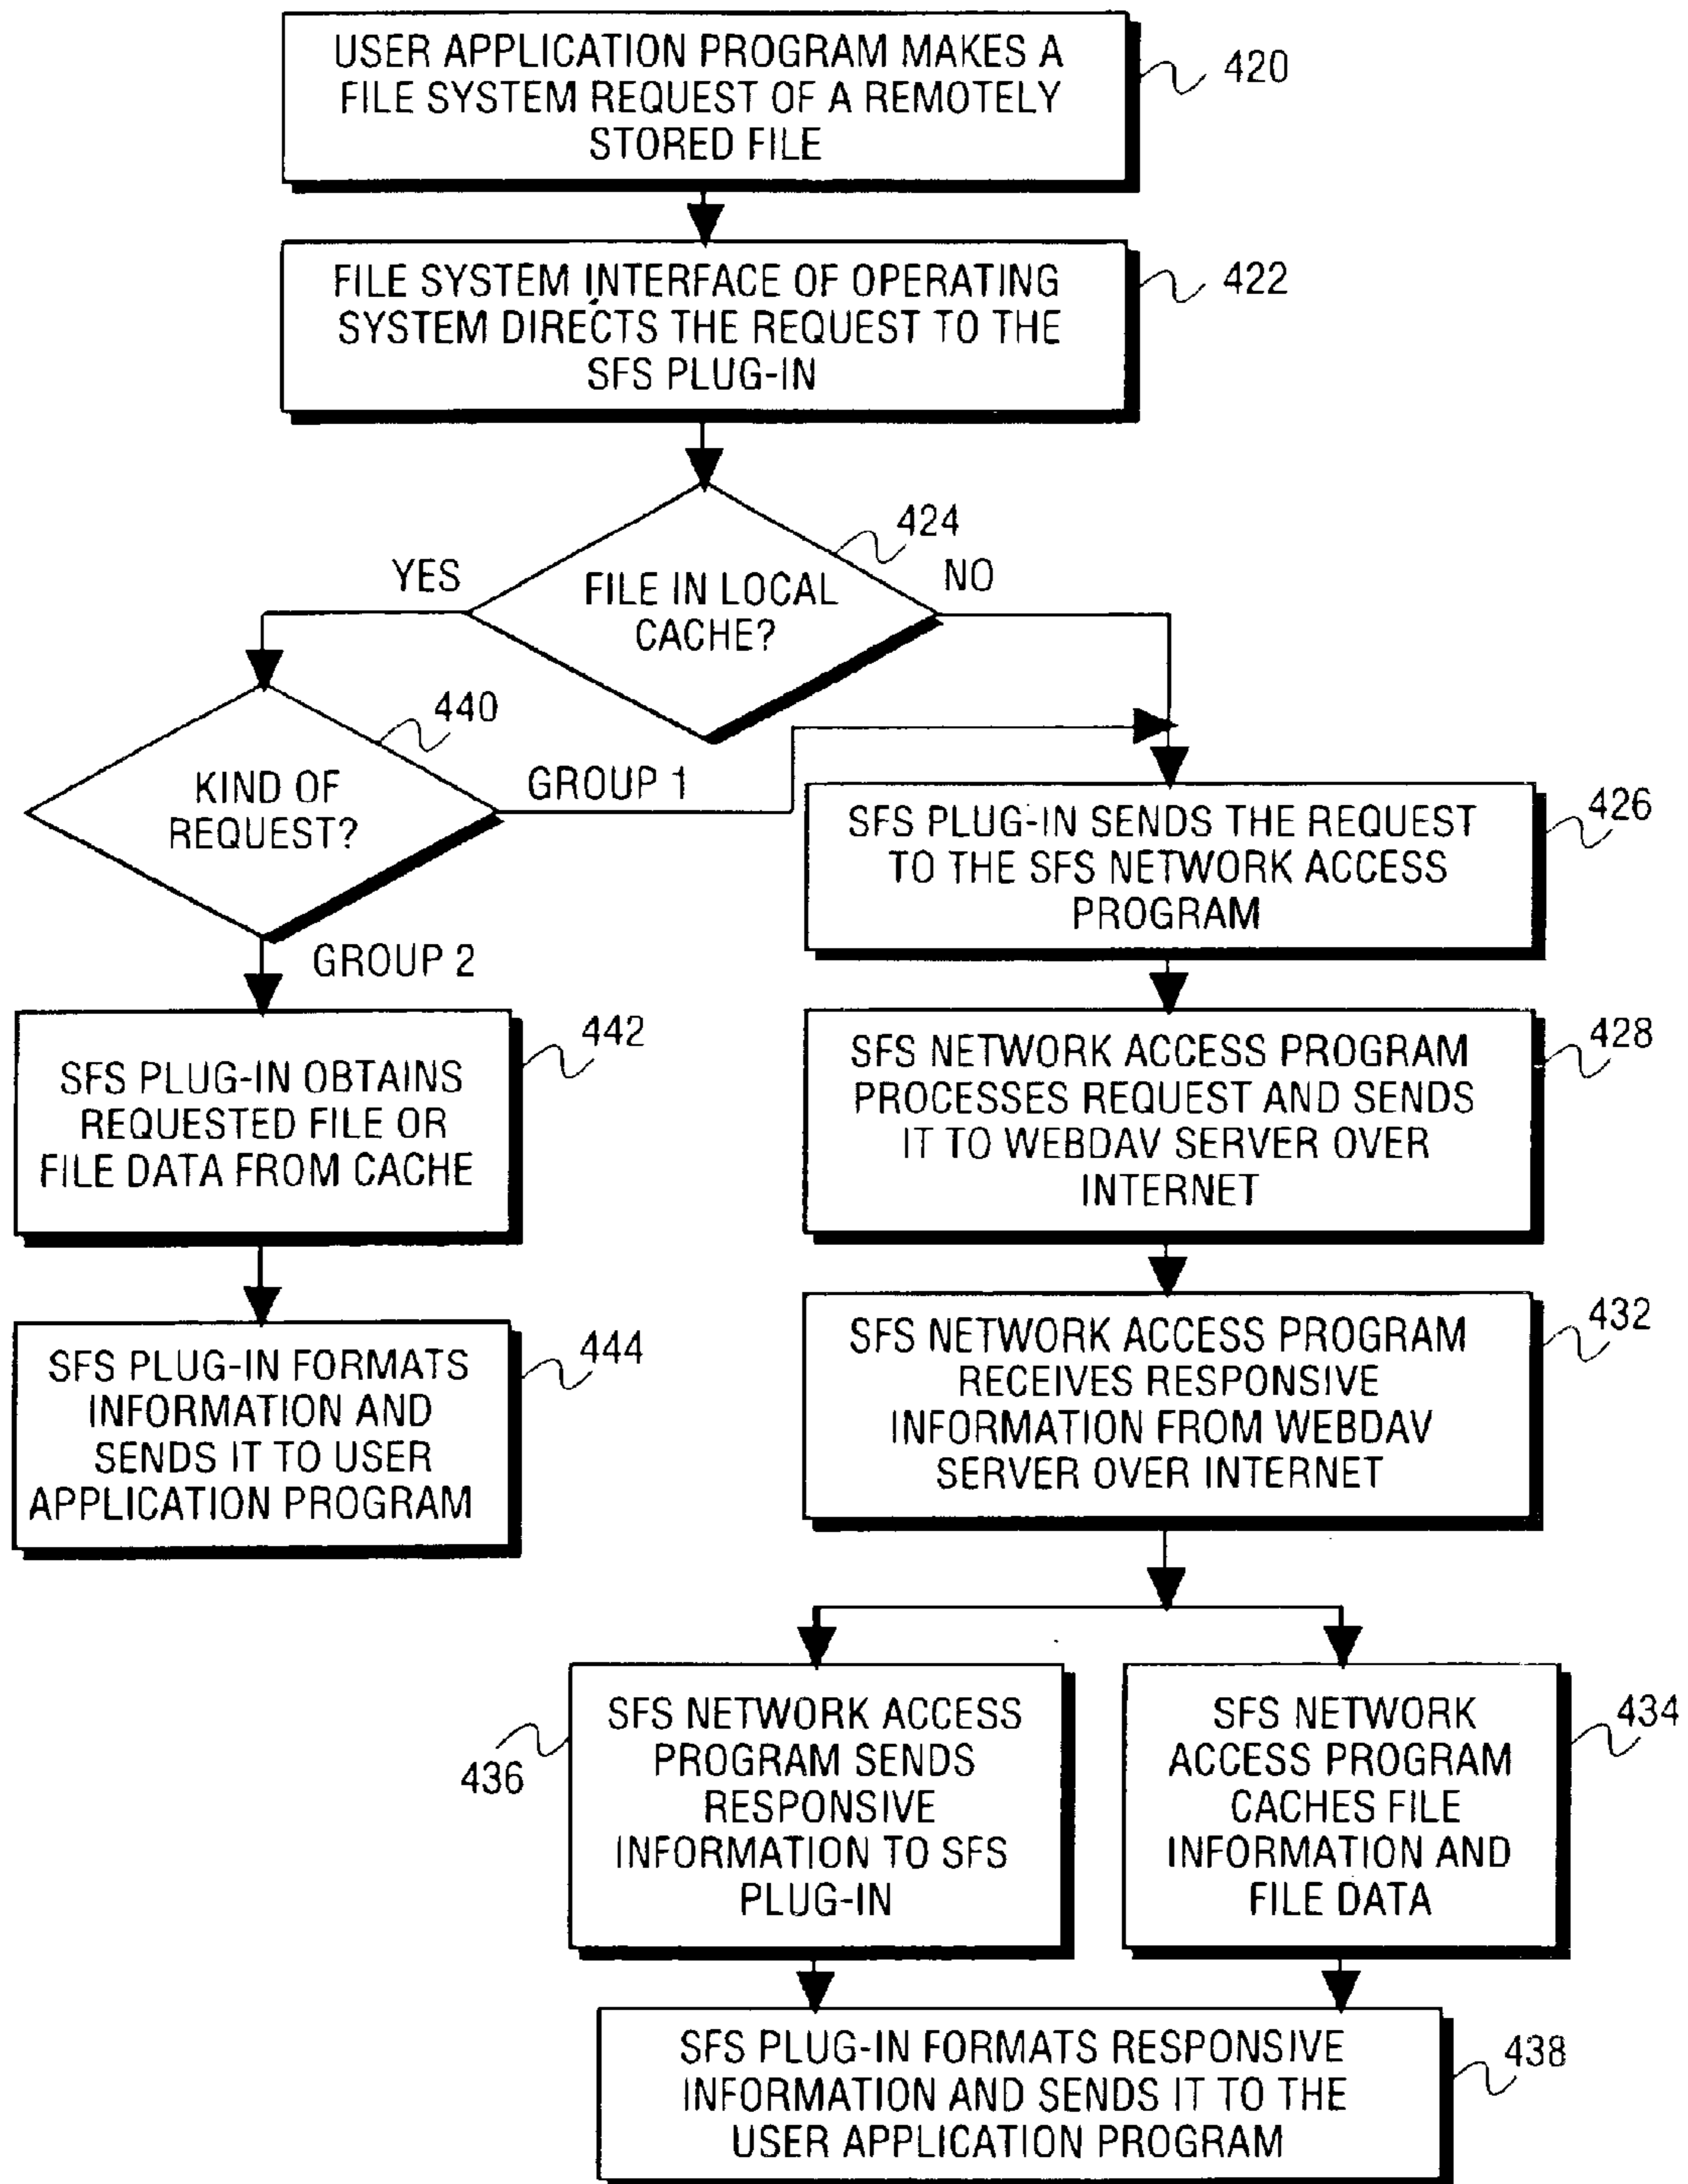 USER APPLICATION PROGRAM MAKES A
FILE SYSTEM REQUEST OF A REMOTELY
STORED FILE
420
FILE SYSTEM INTERFACE OF OPERATING
SYSTEM DIRECTS THE REQUEST TO THE
SFS PLUG-IN
422
424
YES
FILE IN LOCAL
CACHE?
NO
440
KIND OF
REQUEST?
GROUP 1
GROUP 2
SFS PLUG-IN SENDS THE REQUEST
TO THE SFS NETWORK ACCESS
PROGRAM
426
SFS PLUG-IN OBTAINS
REQUESTED FILE OR
FILE DATA FROM CACHE
442
SFS NETWORK ACCESS PROGRAM
PROCESSES REQUEST AND SENDS
IT TO WEBDAV SERVER OVER
INTERNET
428
SFS PLUG-IN FORMATS
INFORMATION AND
SENDS IT TO USER
APPLICATION PROGRAM
444
SFS NETWORK ACCESS PROGRAM
RECEIVES RESPONSIVE
INFORMATION FROM WEBDAV
SERVER OVER INTERNET
432
SFS NETWORK ACCESS
PROGRAM SENDS
RESPONSIVE
INFORMATION TO SFS
PLUG-IN
436
SFS NETWORK
ACCESS PROGRAM
CACHES FILE
INFORMATION AND
FILE DATA
434
SFS PLUG-IN FORMATS RESPONSIVE
INFORMATION AND SENDS IT TO THE
USER APPLICATION PROGRAM
438